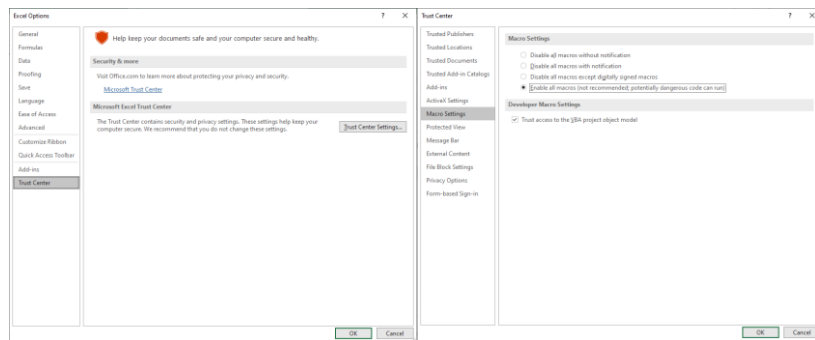 Excel Options
?
×
General
Formulas
Data
Proofing
Save
Language
Ease of Access
Advanced
Customize Ribbon
Quick Access Toolbar
Add-ins
Trust Center
Help keep your documents safe and your computer secure and healthy.
Security & more
Visit Office.com to learn more about protecting your privacy and security.
Microsoft Trust Center
Microsoft Excel Trust Center
The Trust Center contains security and privacy settings. These settings help keep your
computer secure. We recommend that you do not change these settings.
Trust Center Settings...
OK
Cancel
Trust Center
?
×
Trusted Publishers
Trusted Locations
Trusted Documents
Trusted Add-in Catalogs
Add-ins
ActiveX Settings
Macro Settings
Protected View
Message Bar
External Content
File Block Settings
Privacy Options
Form-based Sign-in
Macro Settings
Disable all macros without notification
Disable all macros with notification
Disable all macros except digitally signed macros
Enable all macros (not recommended; potentially dangerous code can run)
Developer Macro Settings
Trust access to the VBA project object model
OK
Cancel